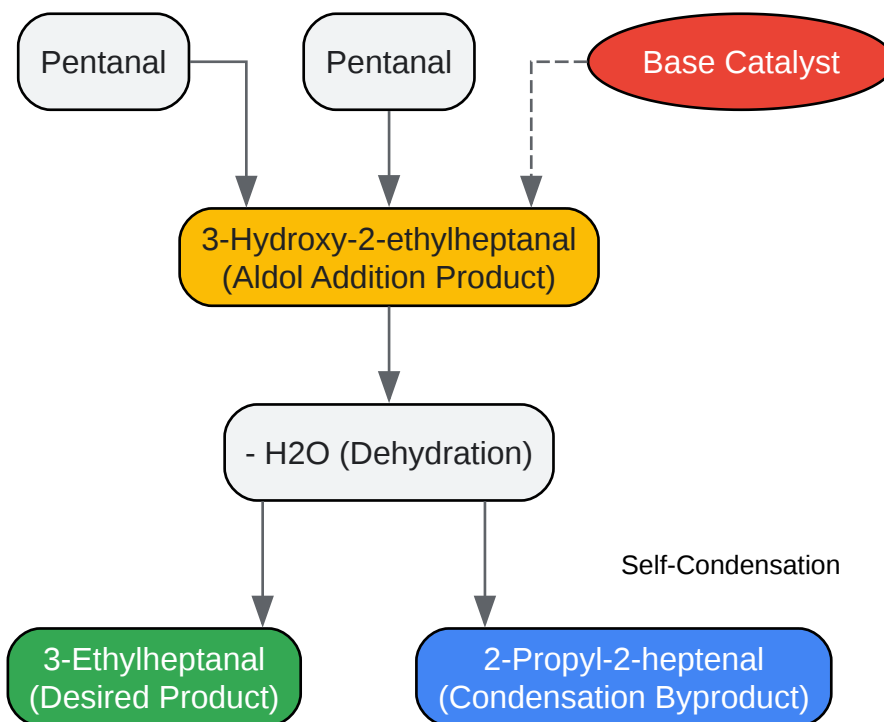 Pentanal
Pentanal
Base Catalyst
3-Hydroxy-2-ethylheptanal
(Aldol Addition Product)
- H2O (Dehydration)
Self-Condensation
3-Ethylheptanal
(Desired Product)
2-Propyl-2-heptenal
(Condensation Byproduct)